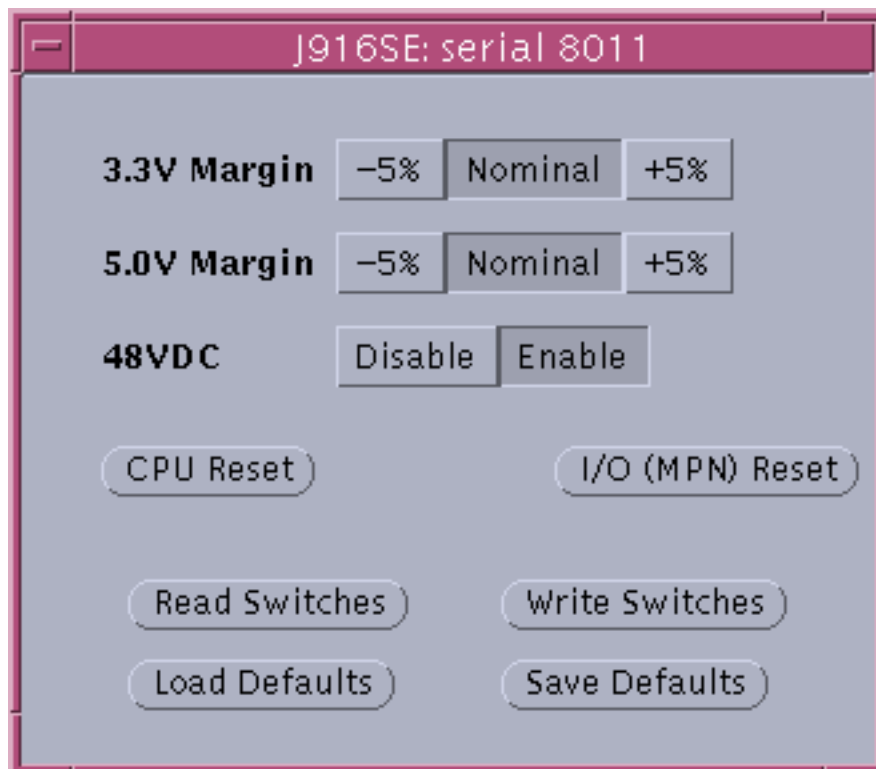 J916SE: serial 8011
3.3V Margin −5% Nominal +5%
5.0V Margin −5% Nominal +5%
48VDC Disable Enable
CPU Reset I/O (MPN) Reset
Read Switches Write Switches
Load Defaults Save Defaults